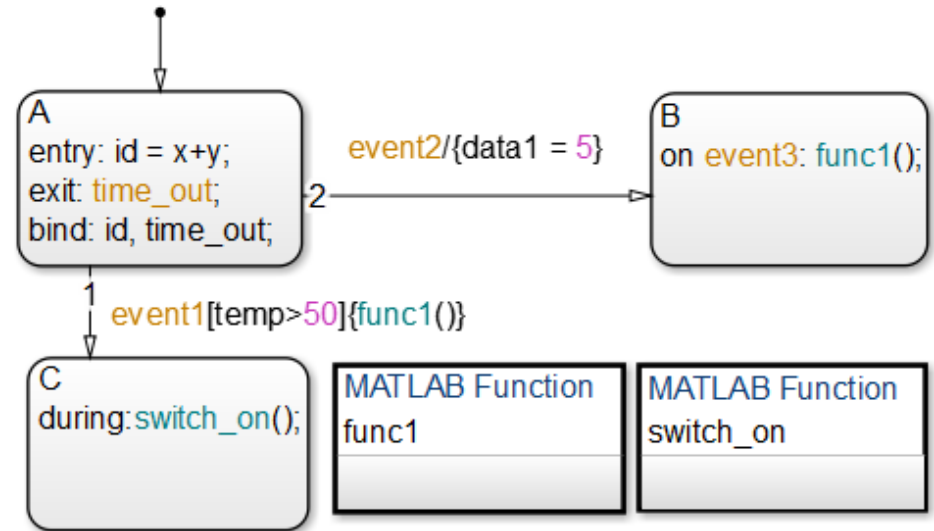 A
entry: id = x+y;
exit: time_out;
bind: id, time_out;
event2/{data1 = 5}
2
B
on event3: func1();
1
event1[temp>50]{func1()}
C
during:switch_on();
MATLAB Function
func1
MATLAB Function
switch_on